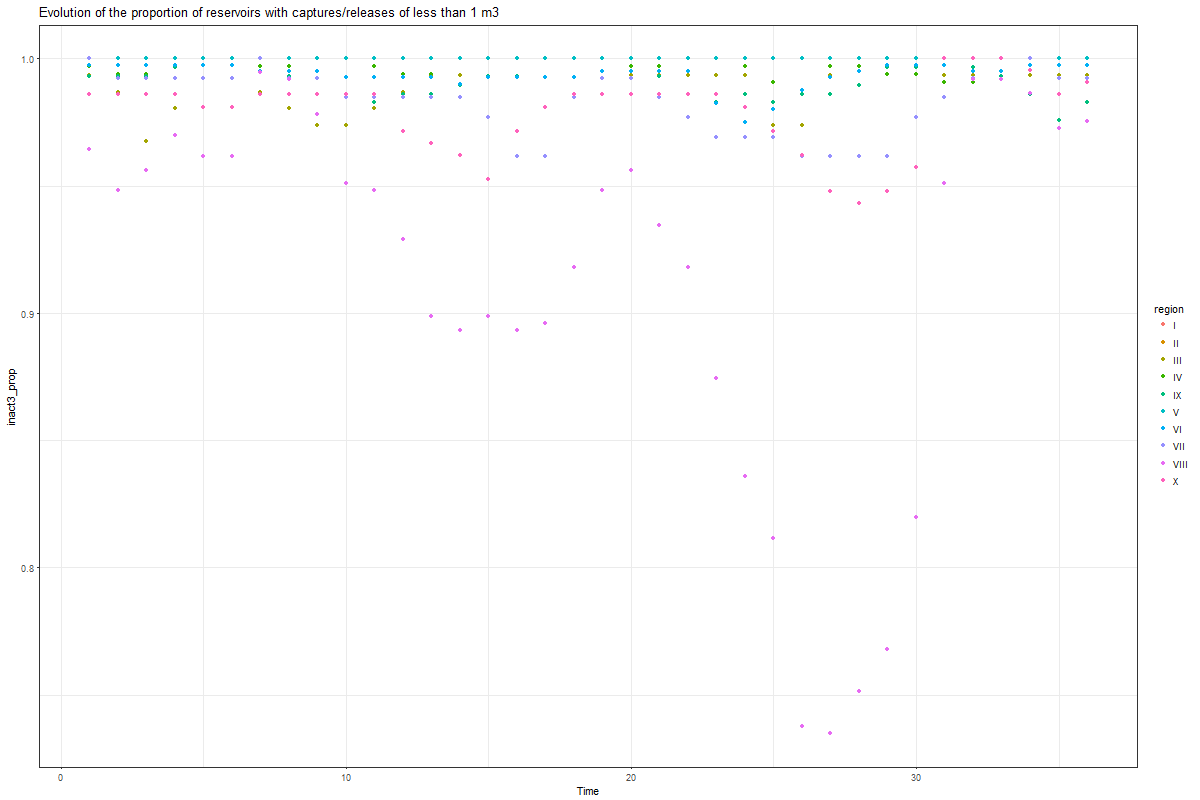 Evolution of the proportion of reservoirs with captures/releases of less than 1 m3
1.0
0.9
0.8
inact3_prop
0
10
20
30
Time
region
I
II
III
IV
IX
V
VI
VII
VIII
X